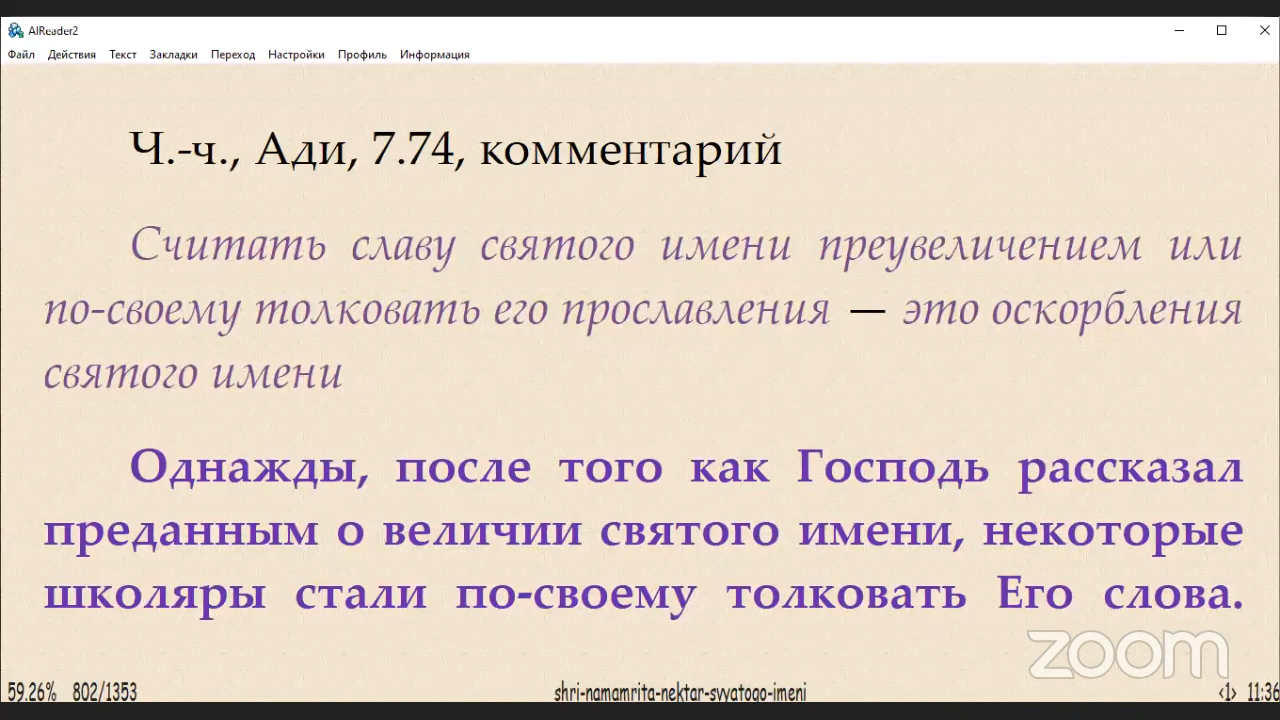 AlReader2
Файл Действия Текст Закладки Переход Настройки Профиль Информация
Ч.-ч., Ади, 7.74, комментарий
Считать славу святого имени преувеличением или
по-своему толковать его прославления — это оскорбления
святого имени
Однажды, после того как Господь рассказал
преданным о величии святого имени, некоторые
школяры стали по-своему толковать Его слова.
zoom
59.26% 802/1353 shri-namamrita-nektar-svyatogo-imeni ‹1› 11:36